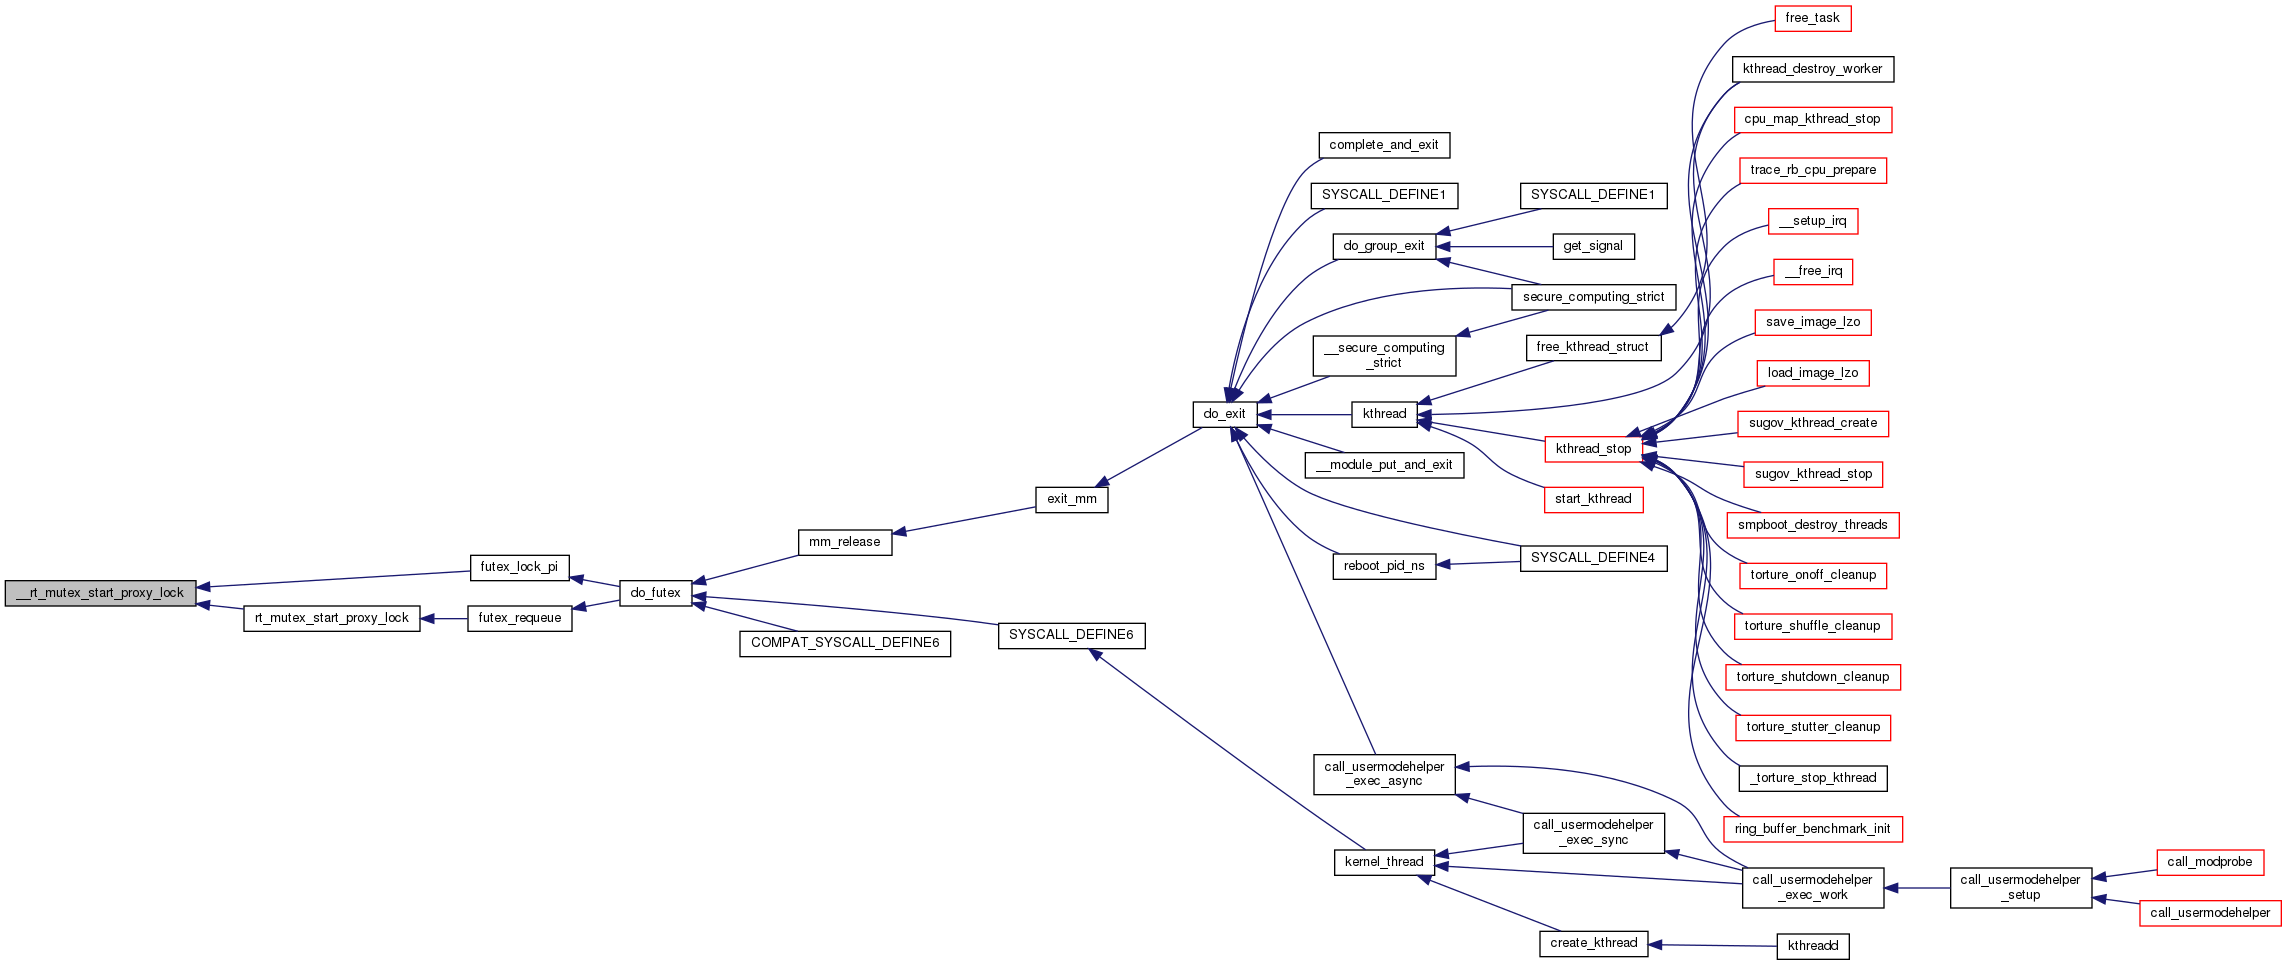 free_task
kthread_destroy_worker
cpu_map_kthread_stop
complete_and_exit
trace_rb_cpu_prepare
SYSCALL_DEFINE1
SYSCALL_DEFINE1
__setup_irq
do_group_exit
get_signal
__free_irq
secure_computing_strict
save_image_lzo
__secure_computing
_strict
free_kthread_struct
load_image_lzo
do_exit
kthread
sugov_kthread_create
kthread_stop
__module_put_and_exit
sugov_kthread_stop
exit_mm
start_kthread
smpboot_destroy_threads
mm_release
SYSCALL_DEFINE4
futex_lock_pi
reboot_pid_ns
torture_onoff_cleanup
__rt_mutex_start_proxy_lock
do_futex
rt_mutex_start_proxy_lock
futex_requeue
torture_shuffle_cleanup
COMPAT_SYSCALL_DEFINE6
SYSCALL_DEFINE6
torture_shutdown_cleanup
torture_stutter_cleanup
call_usermodehelper
_exec_async
_torture_stop_kthread
call_usermodehelper
_exec_sync
ring_buffer_benchmark_init
kernel_thread
call_usermodehelper
_exec_work
call_usermodehelper
_setup
call_modprobe
call_usermodehelper
create_kthread
kthreadd